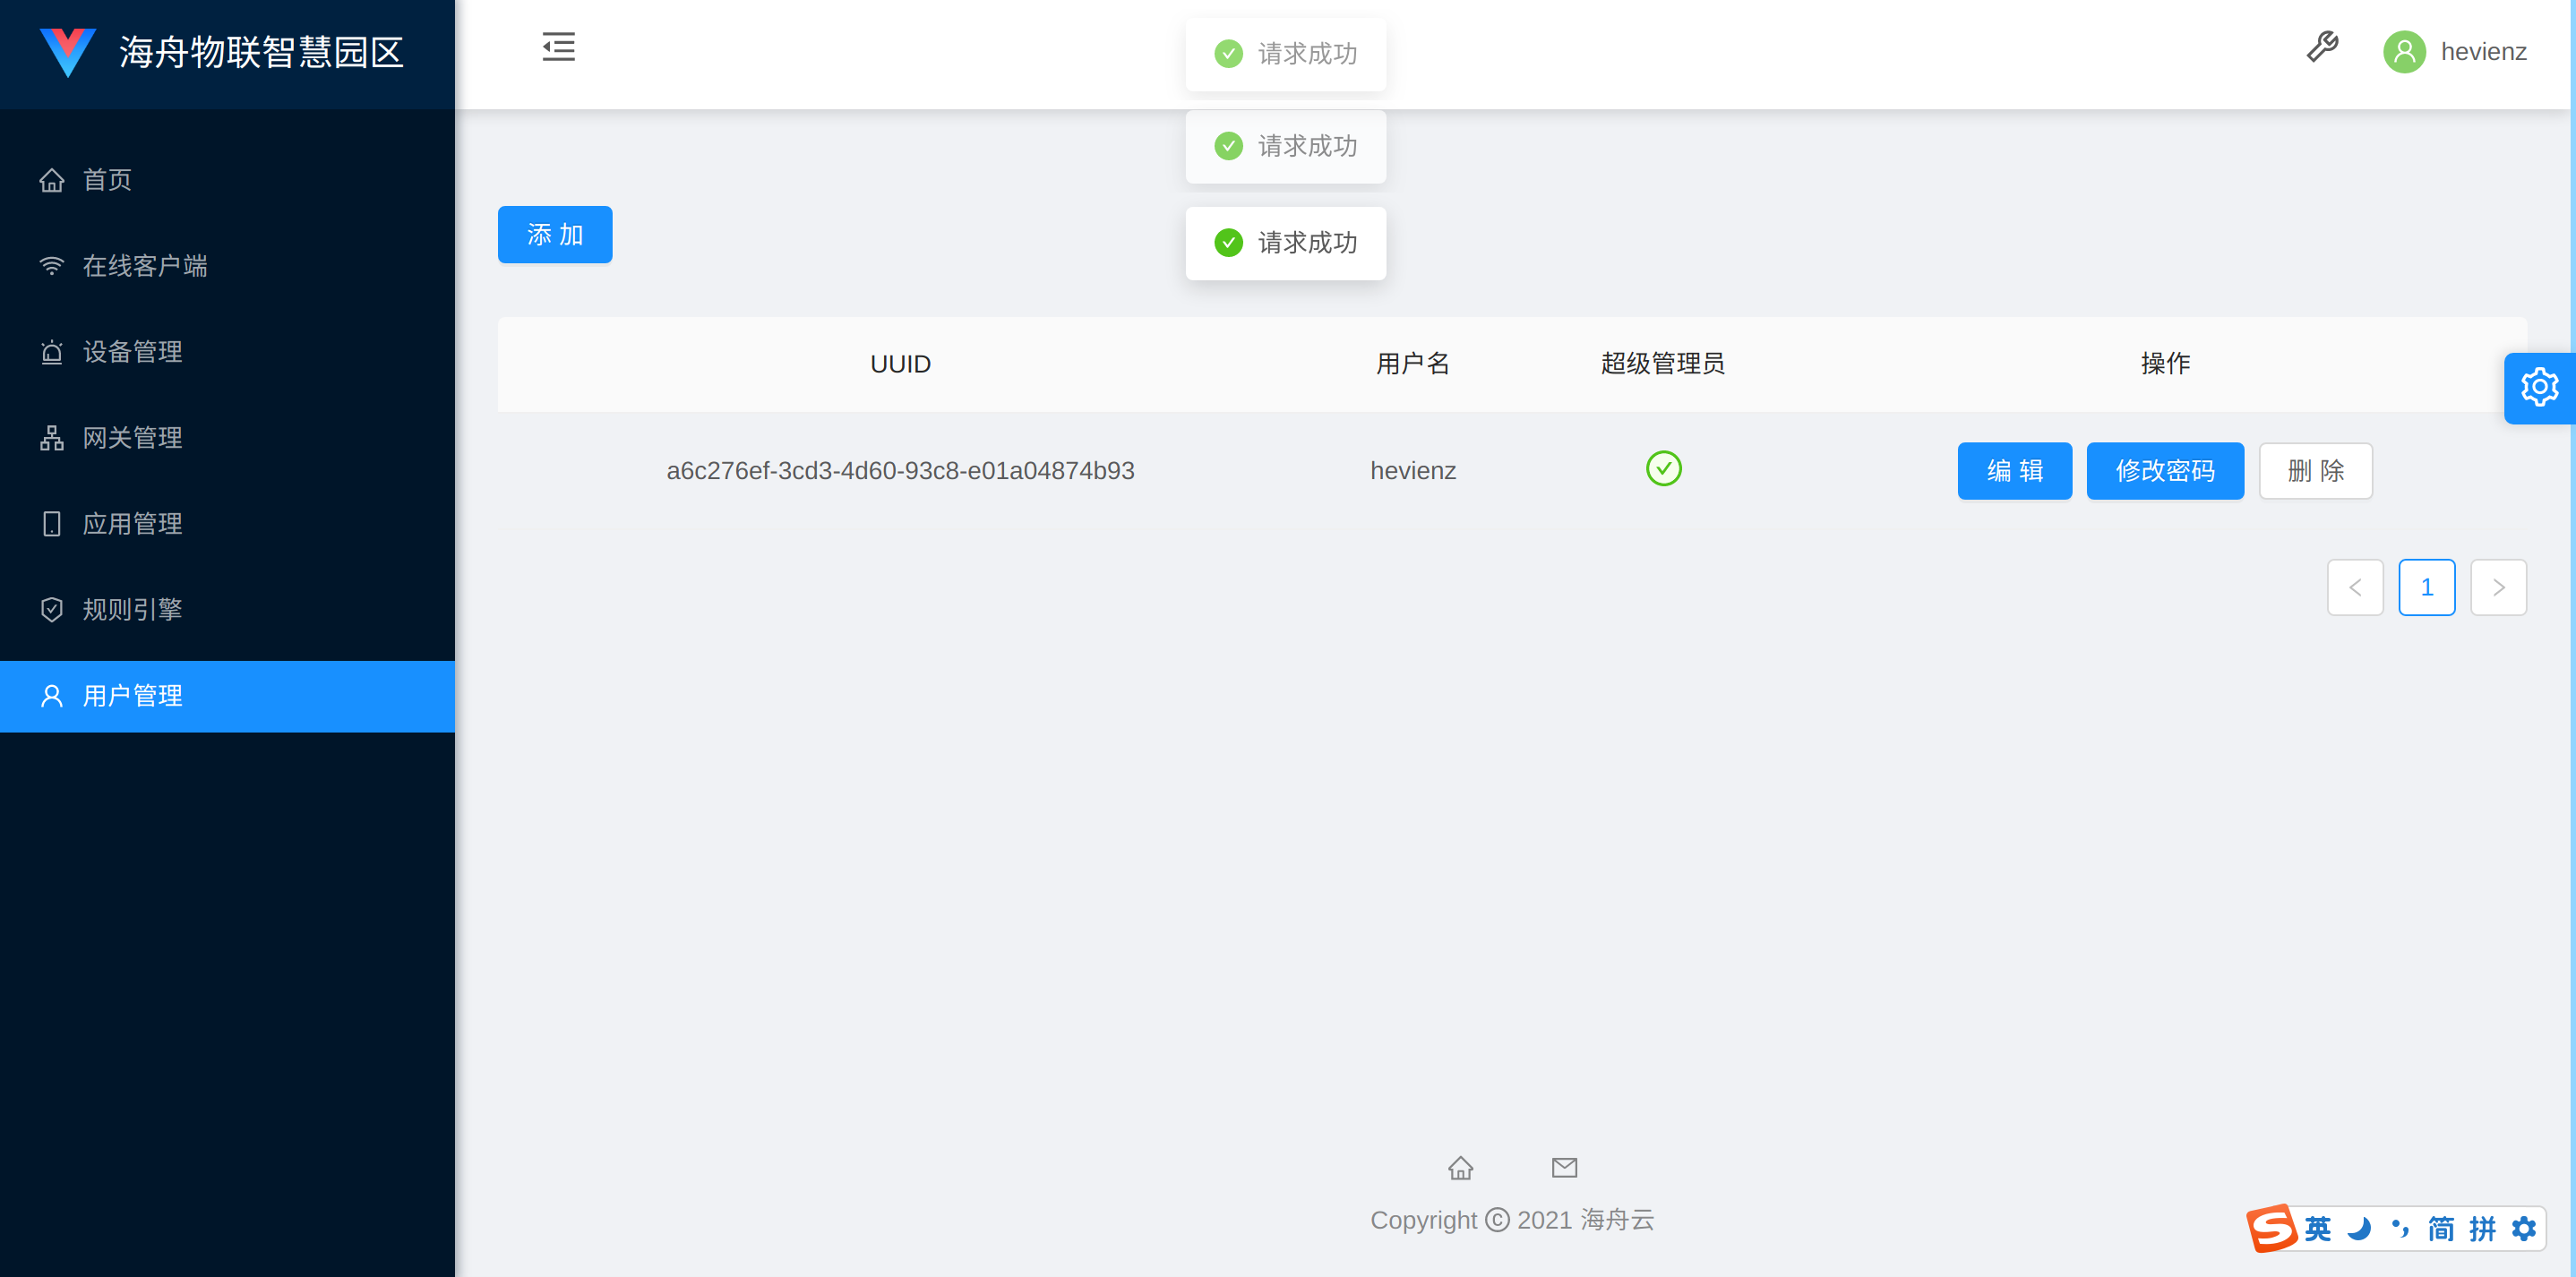 海舟物联智慧园区
首页
在线客户端
设备管理
网关管理
应用管理
规则引擎
用户管理
hevienz
请求成功
请求成功
请求成功
添 加
UUID 用户名 超级管理员 操作
a6c276ef-3cd3-4d60-93c8-e01a04874b93 hevienz 编 辑 修改密码 删 除
1
Copyright © 2021 海舟云
英 简 拼